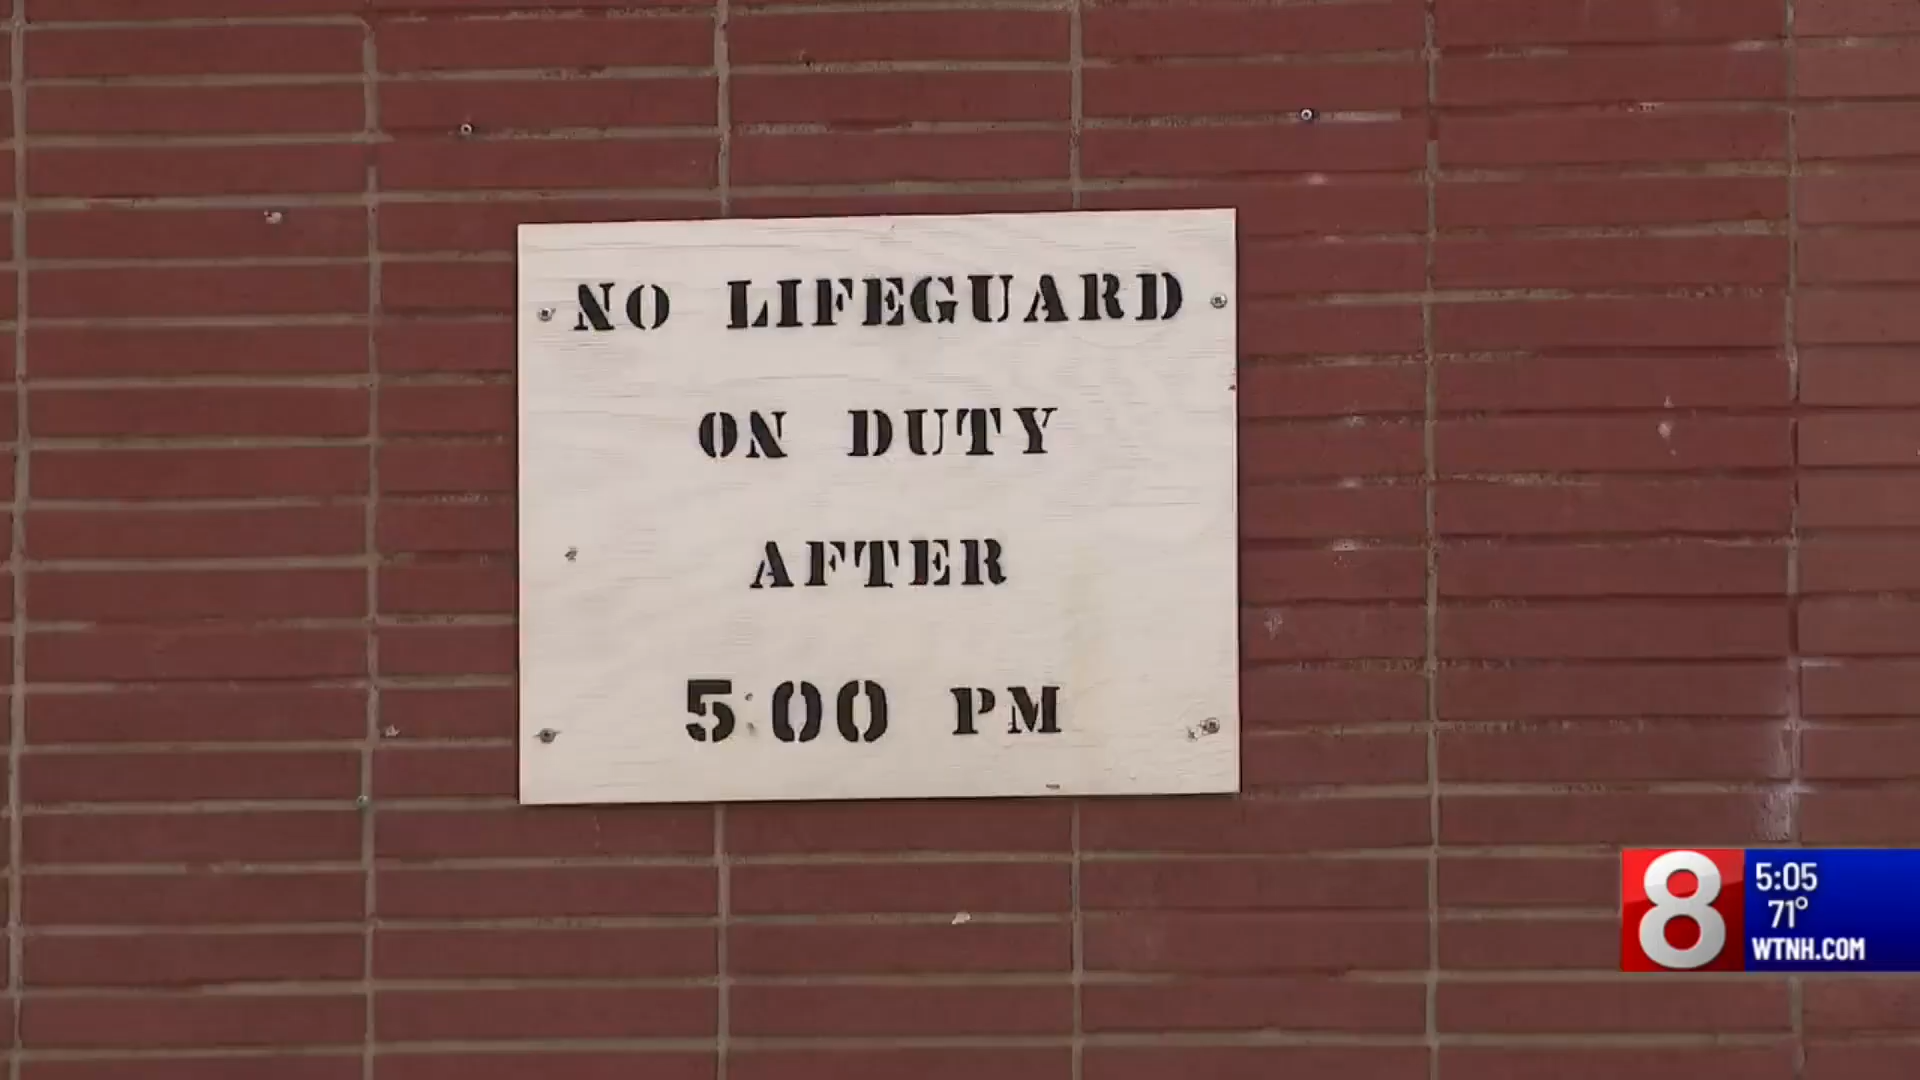 NO LIFEGUARD
ON DUTY
AFTER
5:00 PM
8
5:05
71°
WTNH.COM